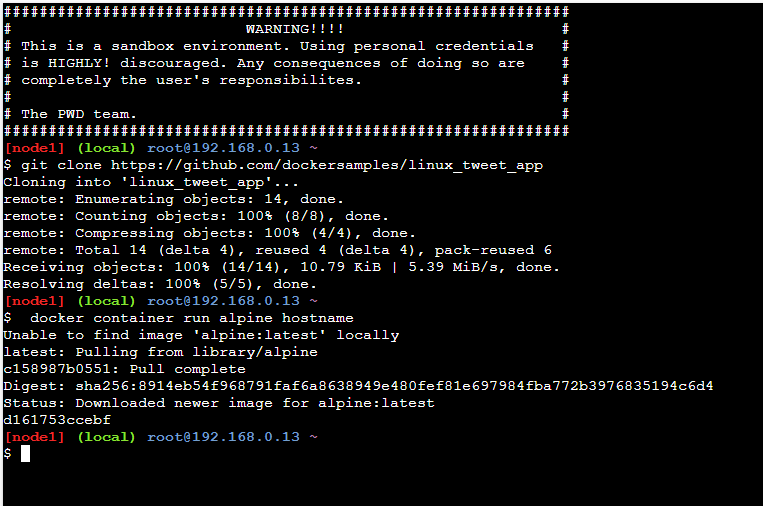 ###############################################################
#                          WARNING!!!!                        #
# This is a sandbox environment. Using personal credentials   #
# is HIGHLY! discouraged. Any consequences of doing so are    #
# completely the user's responsibilites.                      #
#                                                             #
# The PWD team.                                               #
###############################################################
[node1] (local) root@192.168.0.13 ~
$ git clone https://github.com/dockersamples/linux_tweet_app
Cloning into 'linux_tweet_app'...
remote: Enumerating objects: 14, done.
remote: Counting objects: 100% (8/8), done.
remote: Compressing objects: 100% (4/4), done.
remote: Total 14 (delta 4), reused 4 (delta 4), pack-reused 6
Receiving objects: 100% (14/14), 10.79 KiB | 5.39 MiB/s, done.
Resolving deltas: 100% (5/5), done.
[node1] (local) root@192.168.0.13 ~
$  docker container run alpine hostname
Unable to find image 'alpine:latest' locally
latest: Pulling from library/alpine
c158987b0551: Pull complete
Digest: sha256:8914eb54f968791faf6a8638949e480fef81e697984fba772b3976835194c6d4
Status: Downloaded newer image for alpine:latest
d161753ccebf
[node1] (local) root@192.168.0.13 ~
$